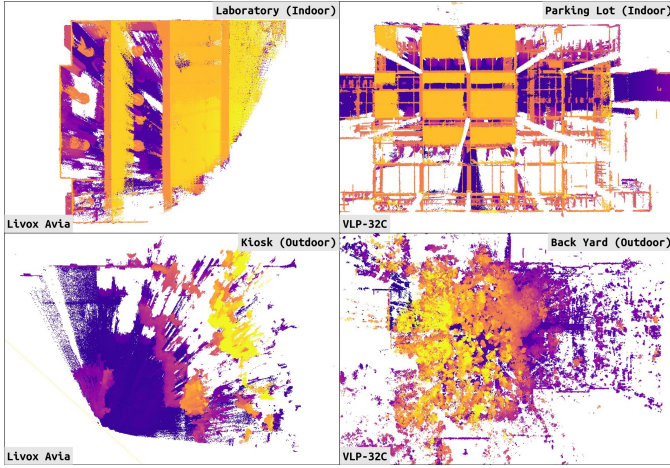 Laboratory (Indoor)
Livox Avia
Parking Lot (Indoor)
VLP-32C
Kiosk (Outdoor)
Livox Avia
Back Yard (Outdoor)
VLP-32C